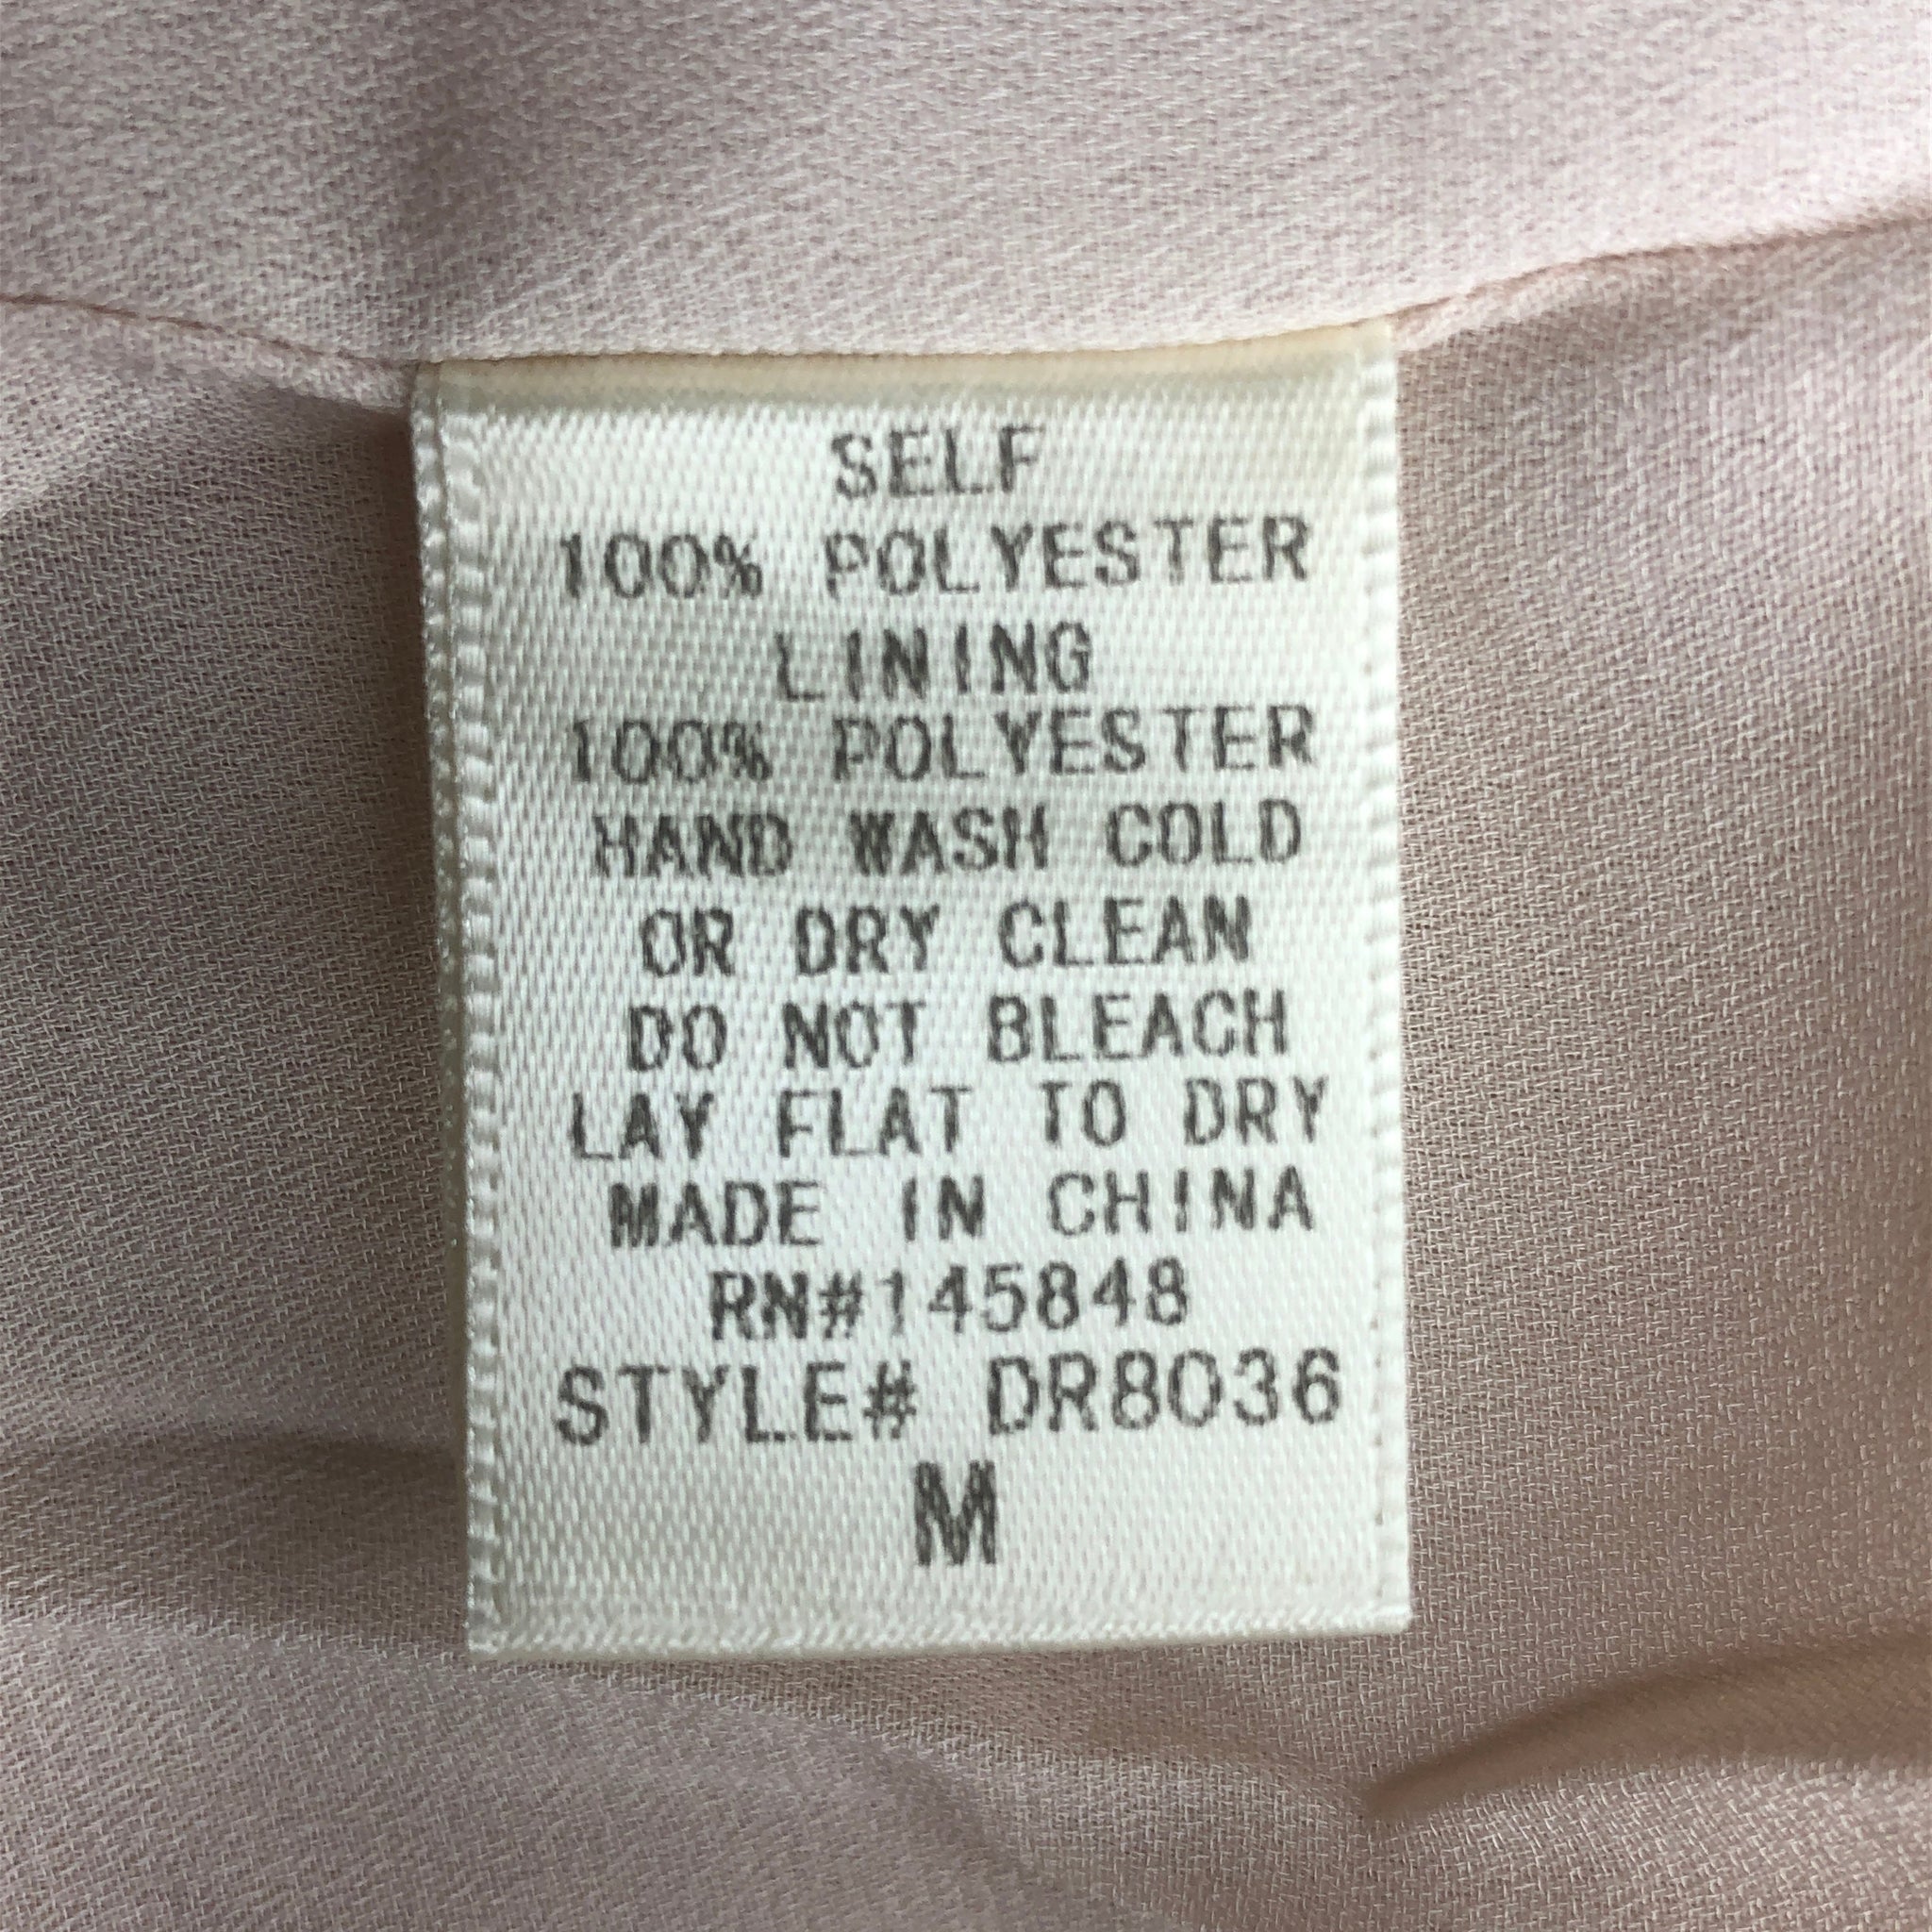 SELF
100% POLYESTER
LINING
100% POLYESTER
HAND WASH COLD
OR DRY CLEAN
DO NOT BLEACH
LAY FLAT TO DRY
MADE IN CHINA
RN#145848
STYLE# DR8036
M